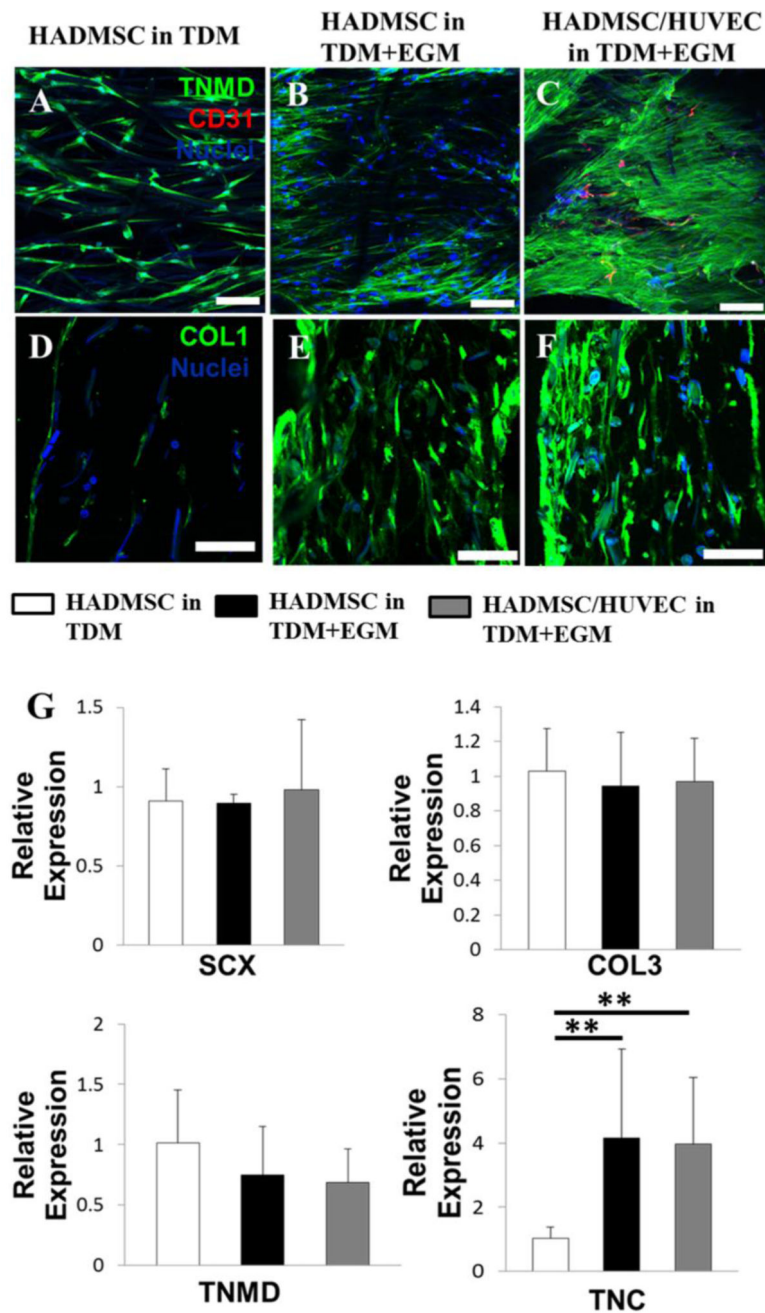 HADMSC in TDM
HADMSC in
TDM+EGM
HADMSC/HUVEC
in TDM+EGM
A
TNMD
CD31
Nuclei
B
C
D
COL1
Nuclei
E
F
HADMSC in
TDM
HADMSC in
TDM+EGM
HADMSC/HUVEC in
TDM+EGM
G
Relative
Expression
1.5
1
0.5
0
SCX
Relative
Expression
1.4
1.2
1
0.8
0.6
0.4
0.2
0
COL3
Relative
Expression
2
1.5
1
0.5
0
TNMD
Relative
Expression
8
6
4
2
0
**
**
TNC